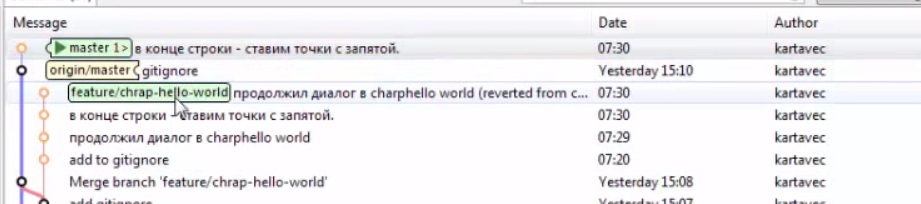 Message Date Author
master 1> в конце строки - ставим точки с запятой. 07:30 kartavec
origin/master gitignore Yesterday 15:10 kartavec
feature/chrap-hello-world продолжил диалог в charphello world (reverted from c... 07:30 kartavec
в конце строки - ставим точки с запятой. 07:30 kartavec
продолжил диалог в charphello world 07:29 kartavec
add to gitignore 07:20 kartavec
Merge branch 'feature/chrap-hello-world' Yesterday 15:08 kartavec
add gitignore Yesterday 15:07 kartavec